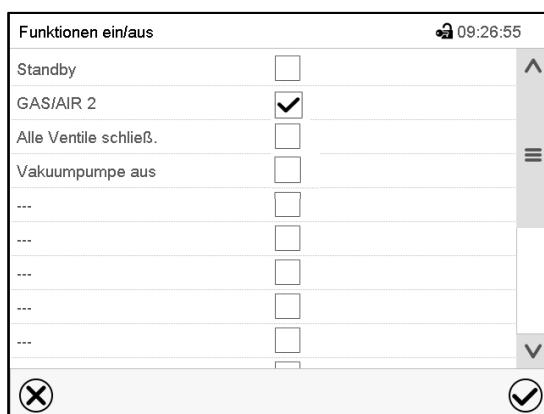 Funktionen ein/aus 09:26:55
Standby
GAS/AIR 2
Alle Ventile schließ.
Vakuumpumpe aus
---
---
---
---
---